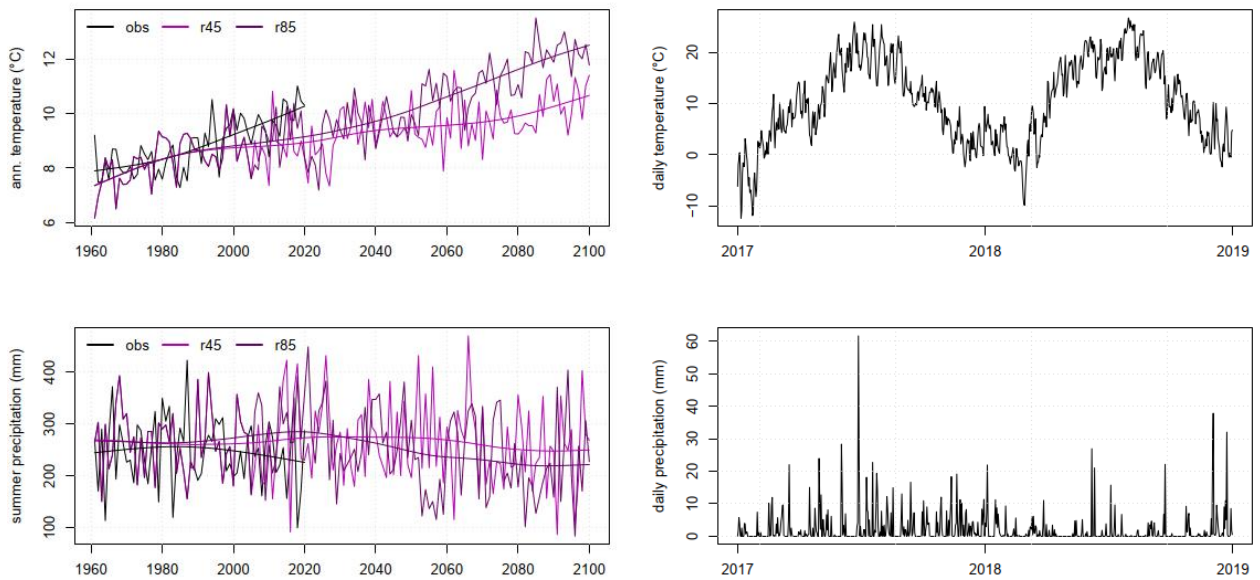 ann. temperature (°C)
12
10
8
6
obs r45 r85
1960 1980 2000 2020 2040 2060 2080 2100
daily temperature (°C)
20
10
0
−10
2017 2018 2019
summer precipitation (mm)
400
300
200
100
obs r45 r85
1960 1980 2000 2020 2040 2060 2080 2100
daily precipitation (mm)
60
50
40
30
20
10
0
2017 2018 2019